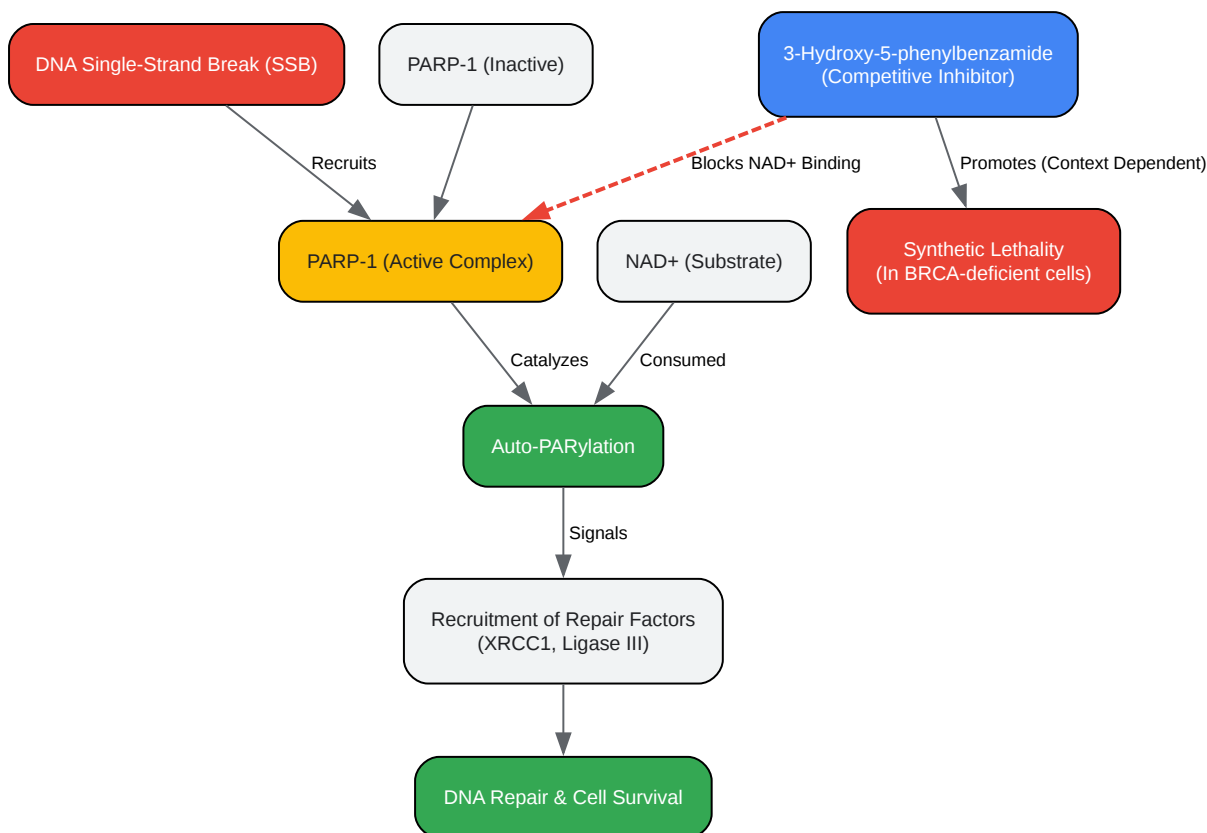 DNA Single-Strand Break (SSB)
PARP-1 (Inactive)
3-Hydroxy-5-phenylbenzamide
(Competitive Inhibitor)
Recruits
Blocks NAD+ Binding
Promotes (Context Dependent)
PARP-1 (Active Complex)
NAD+ (Substrate)
Synthetic Lethality
(In BRCA-deficient cells)
Catalyzes
Consumed
Auto-PARylation
Signals
Recruitment of Repair Factors
(XRCC1, Ligase III)
DNA Repair & Cell Survival